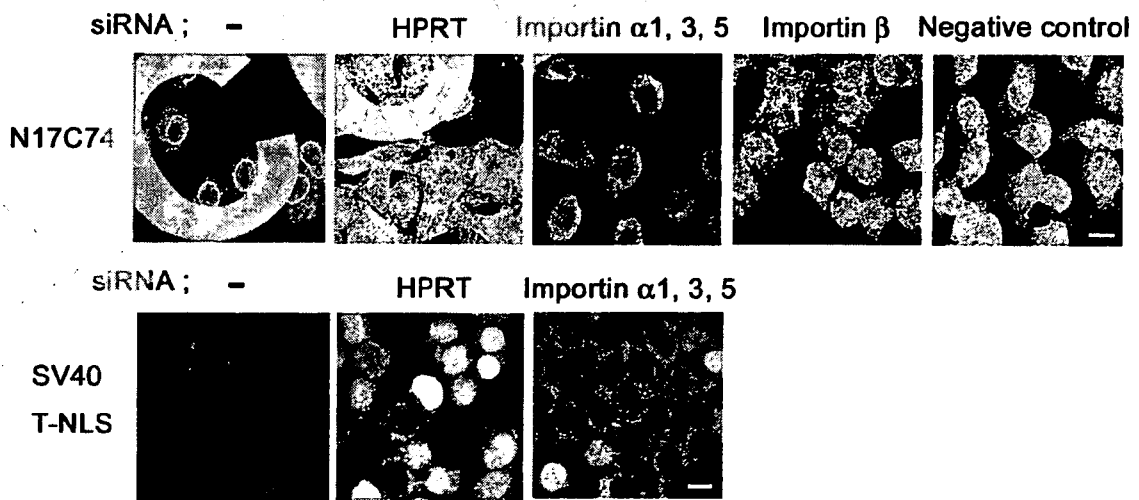 siRNA ; - HPRT Importin α1, 3, 5 Importin β Negative control
N17C74
siRNA ; - HPRT Importin α1, 3, 5
SV40
T-NLS